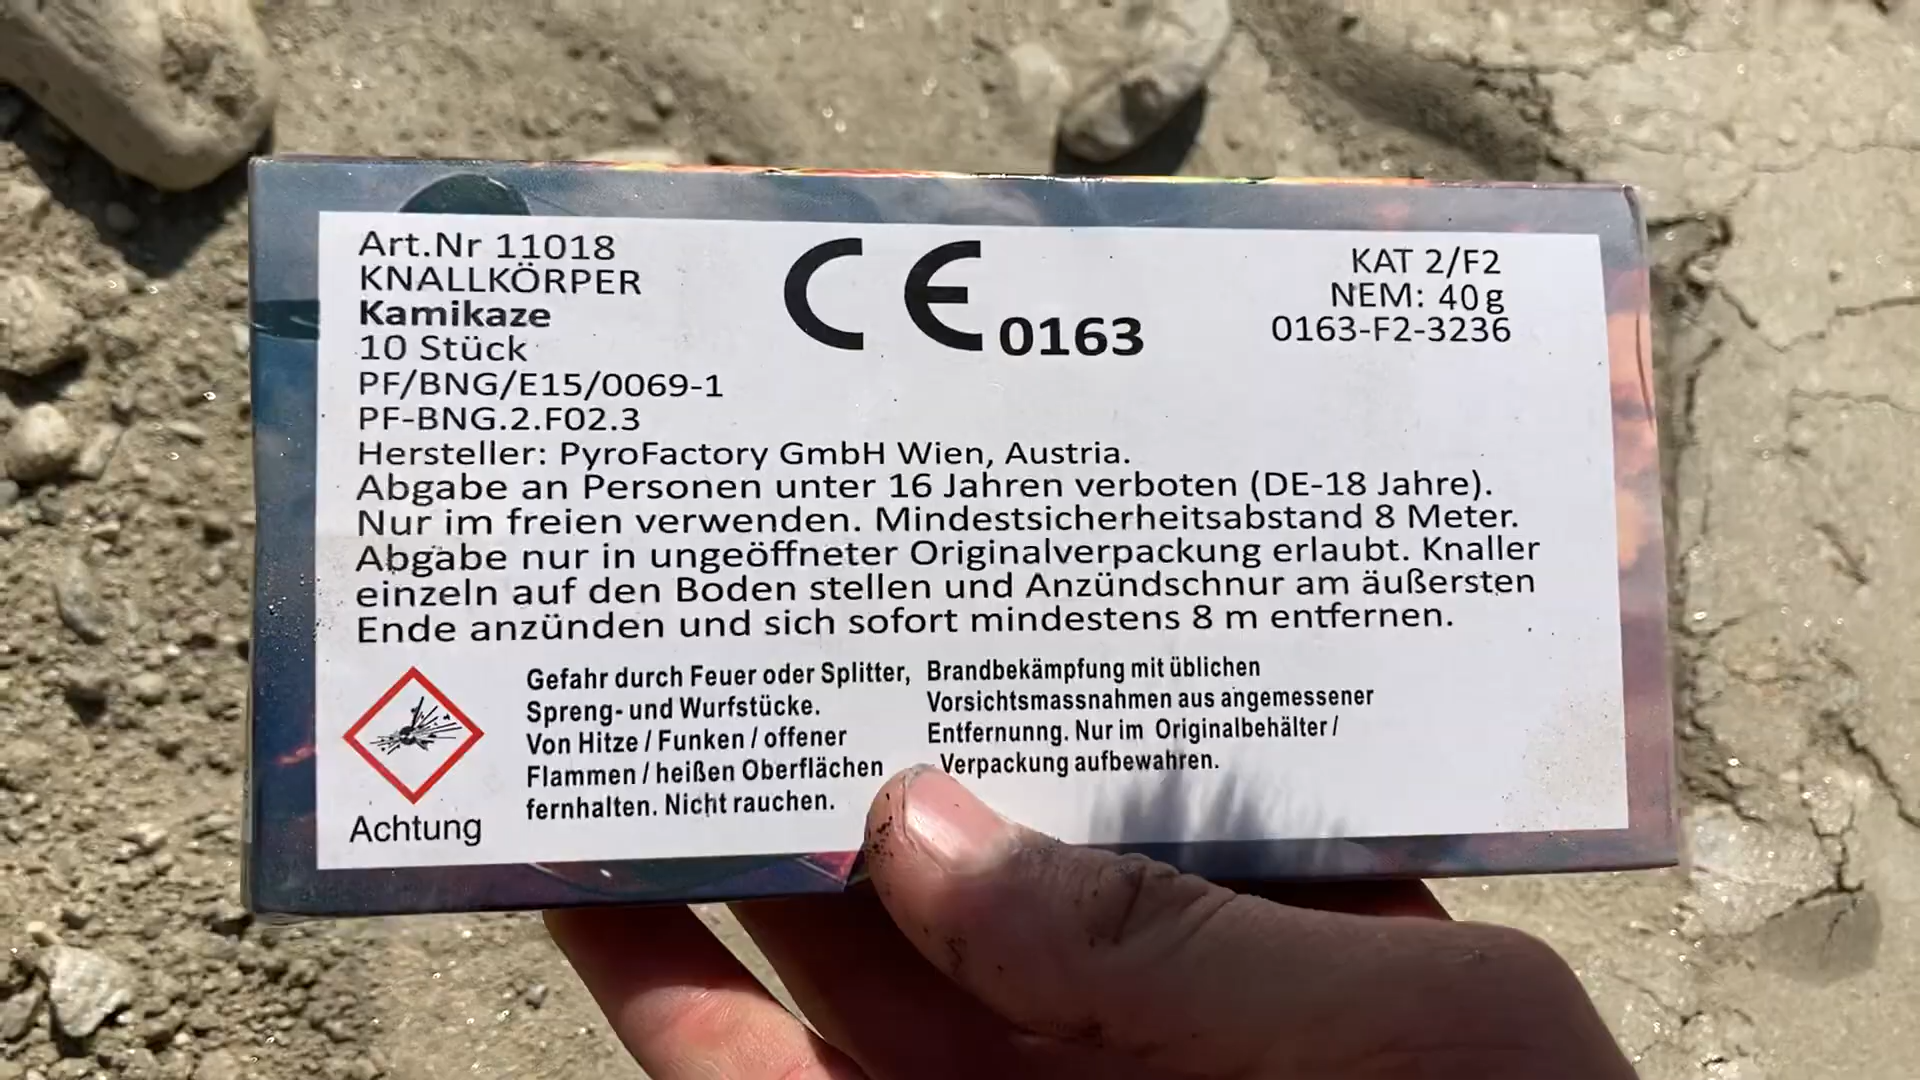 Art.Nr 11018
KNALLKÖRPER
Kamikaze
10 Stück
PF/BNG/E15/0069-1
PF-BNG.2.F02.3
CE 0163
KAT 2/F2
NEM: 40g
0163-F2-3236
Hersteller: PyroFactory GmbH Wien, Austria.
Abgabe an Personen unter 16 Jahren verboten (DE-18 Jahre).
Nur im freien verwenden. Mindestsicherheitsabstand 8 Meter.
Abgabe nur in ungeöffneter Originalverpackung erlaubt. Knaller
einzeln auf den Boden stellen und Anzündschnur am äußersten
Ende anzünden und sich sofort mindestens 8 m entfernen.
Achtung
Gefahr durch Feuer oder Splitter,
Spreng- und Wurfstücke.
Von Hitze / Funken / offener
Flammen / heißen Oberflächen
fernhalten. Nicht rauchen.
Brandbekämpfung mit üblichen
Vorsichtsmassnahmen aus angemessener
Entfernunng. Nur im Originalbehälter /
Verpackung aufbewahren.